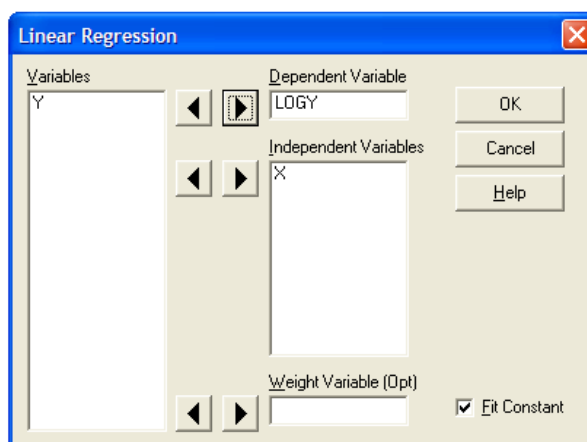 Linear Regression
Variables
Y
Dependent Variable
LOGY
Independent Variables
X
Weight Variable (Opt)
OK
Cancel
Help
Fit Constant